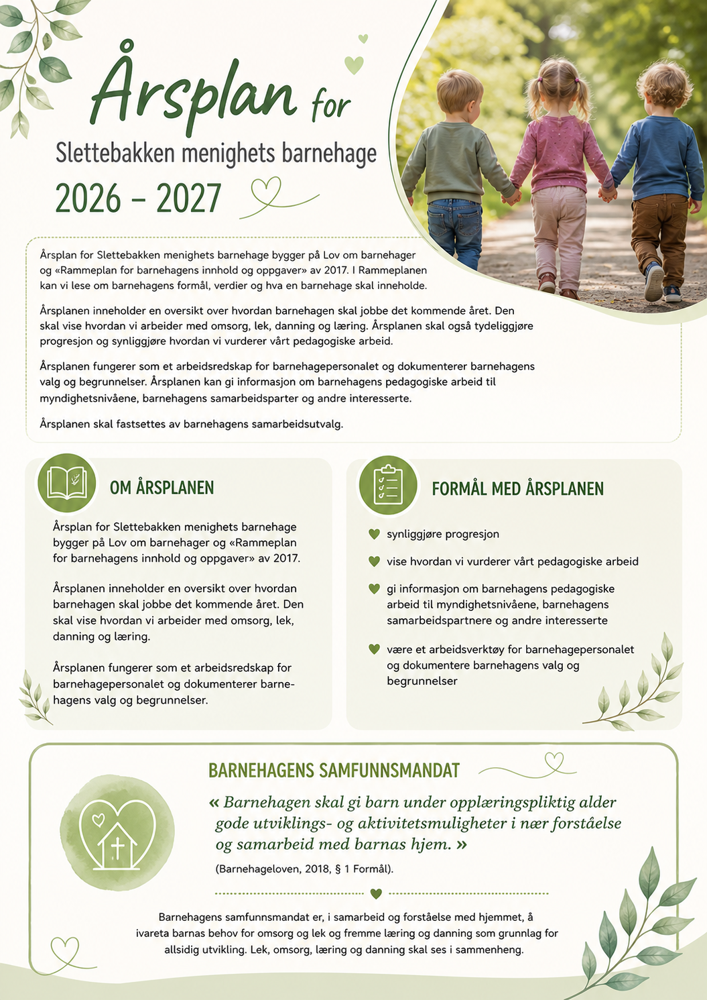 Årsplan for
Slettebakken menighets barnehage
2026 – 2027
Årsplan for Slettebakken menighets barnehage bygger på Lov om barnehager
og «Rammeplan for barnehagens innhold og oppgaver» av 2017. I Rammeplanen
kan vi lese om barnehagens formål, verdier og hva en barnehage skal inneholde.
Årsplanen inneholder en oversikt over hvordan barnehagen skal jobbe det kommende året. Den
skal vise hvordan vi arbeider med omsorg, lek, danning og læring. Årsplanen skal også tydeliggjøre
progresjon og synliggjøre hvordan vi vurderer vårt pedagogiske arbeid.
Årsplanen fungerer som et arbeidsredskap for barnehagepersonalet og dokumenterer barnehagens
valg og begrunnelser. Årsplanen kan gi informasjon om barnehagens pedagogiske arbeid til
myndighetsnivåene, barnehagens samarbeidsparter og andre interesserte.
Årsplanen skal fastsettes av barnehagens samarbeidsutvalg.
OM ÅRSPLANEN
Årsplan for Slettebakken menighets barnehage
bygger på Lov om barnehager og «Rammeplan
for barnehagens innhold og oppgaver» av 2017.
Årsplanen inneholder en oversikt over hvordan
barnehagen skal jobbe det kommende året. Den
skal vise hvordan vi arbeider med omsorg, lek,
danning og læring.
Årsplanen fungerer som et arbeidsredskap for
barnehagepersonalet og dokumenterer barne-
hagens valg og begrunnelser.
FORMÅL MED ÅRSPLANEN
synliggjøre progresjon
vise hvordan vi vurderer vårt pedagogiske arbeid
gi informasjon om barnehagens pedagogiske
arbeid til myndighetsnivåene, barnehagens
samarbeidspartnere og andre interesserte
være et arbeidsverktøy for barnehagepersonalet
og dokumentere barnehagens valg og
begrunnelser
BARNEHAGENS SAMFUNNSMANDAT
« Barnehagen skal gi barn under opplæringspliktig alder
gode utviklings- og aktivitetsmuligheter i nær forståelse
og samarbeid med barnas hjem. »
(Barnehageloven, 2018, § 1 Formål).
Barnehagens samfunnsmandat er, i samarbeid og forståelse med hjemmet, å
ivareta barnas behov for omsorg og lek og fremme læring og danning som grunnlag for
allsidig utvikling. Lek, omsorg, læring og danning skal ses i sammenheng.